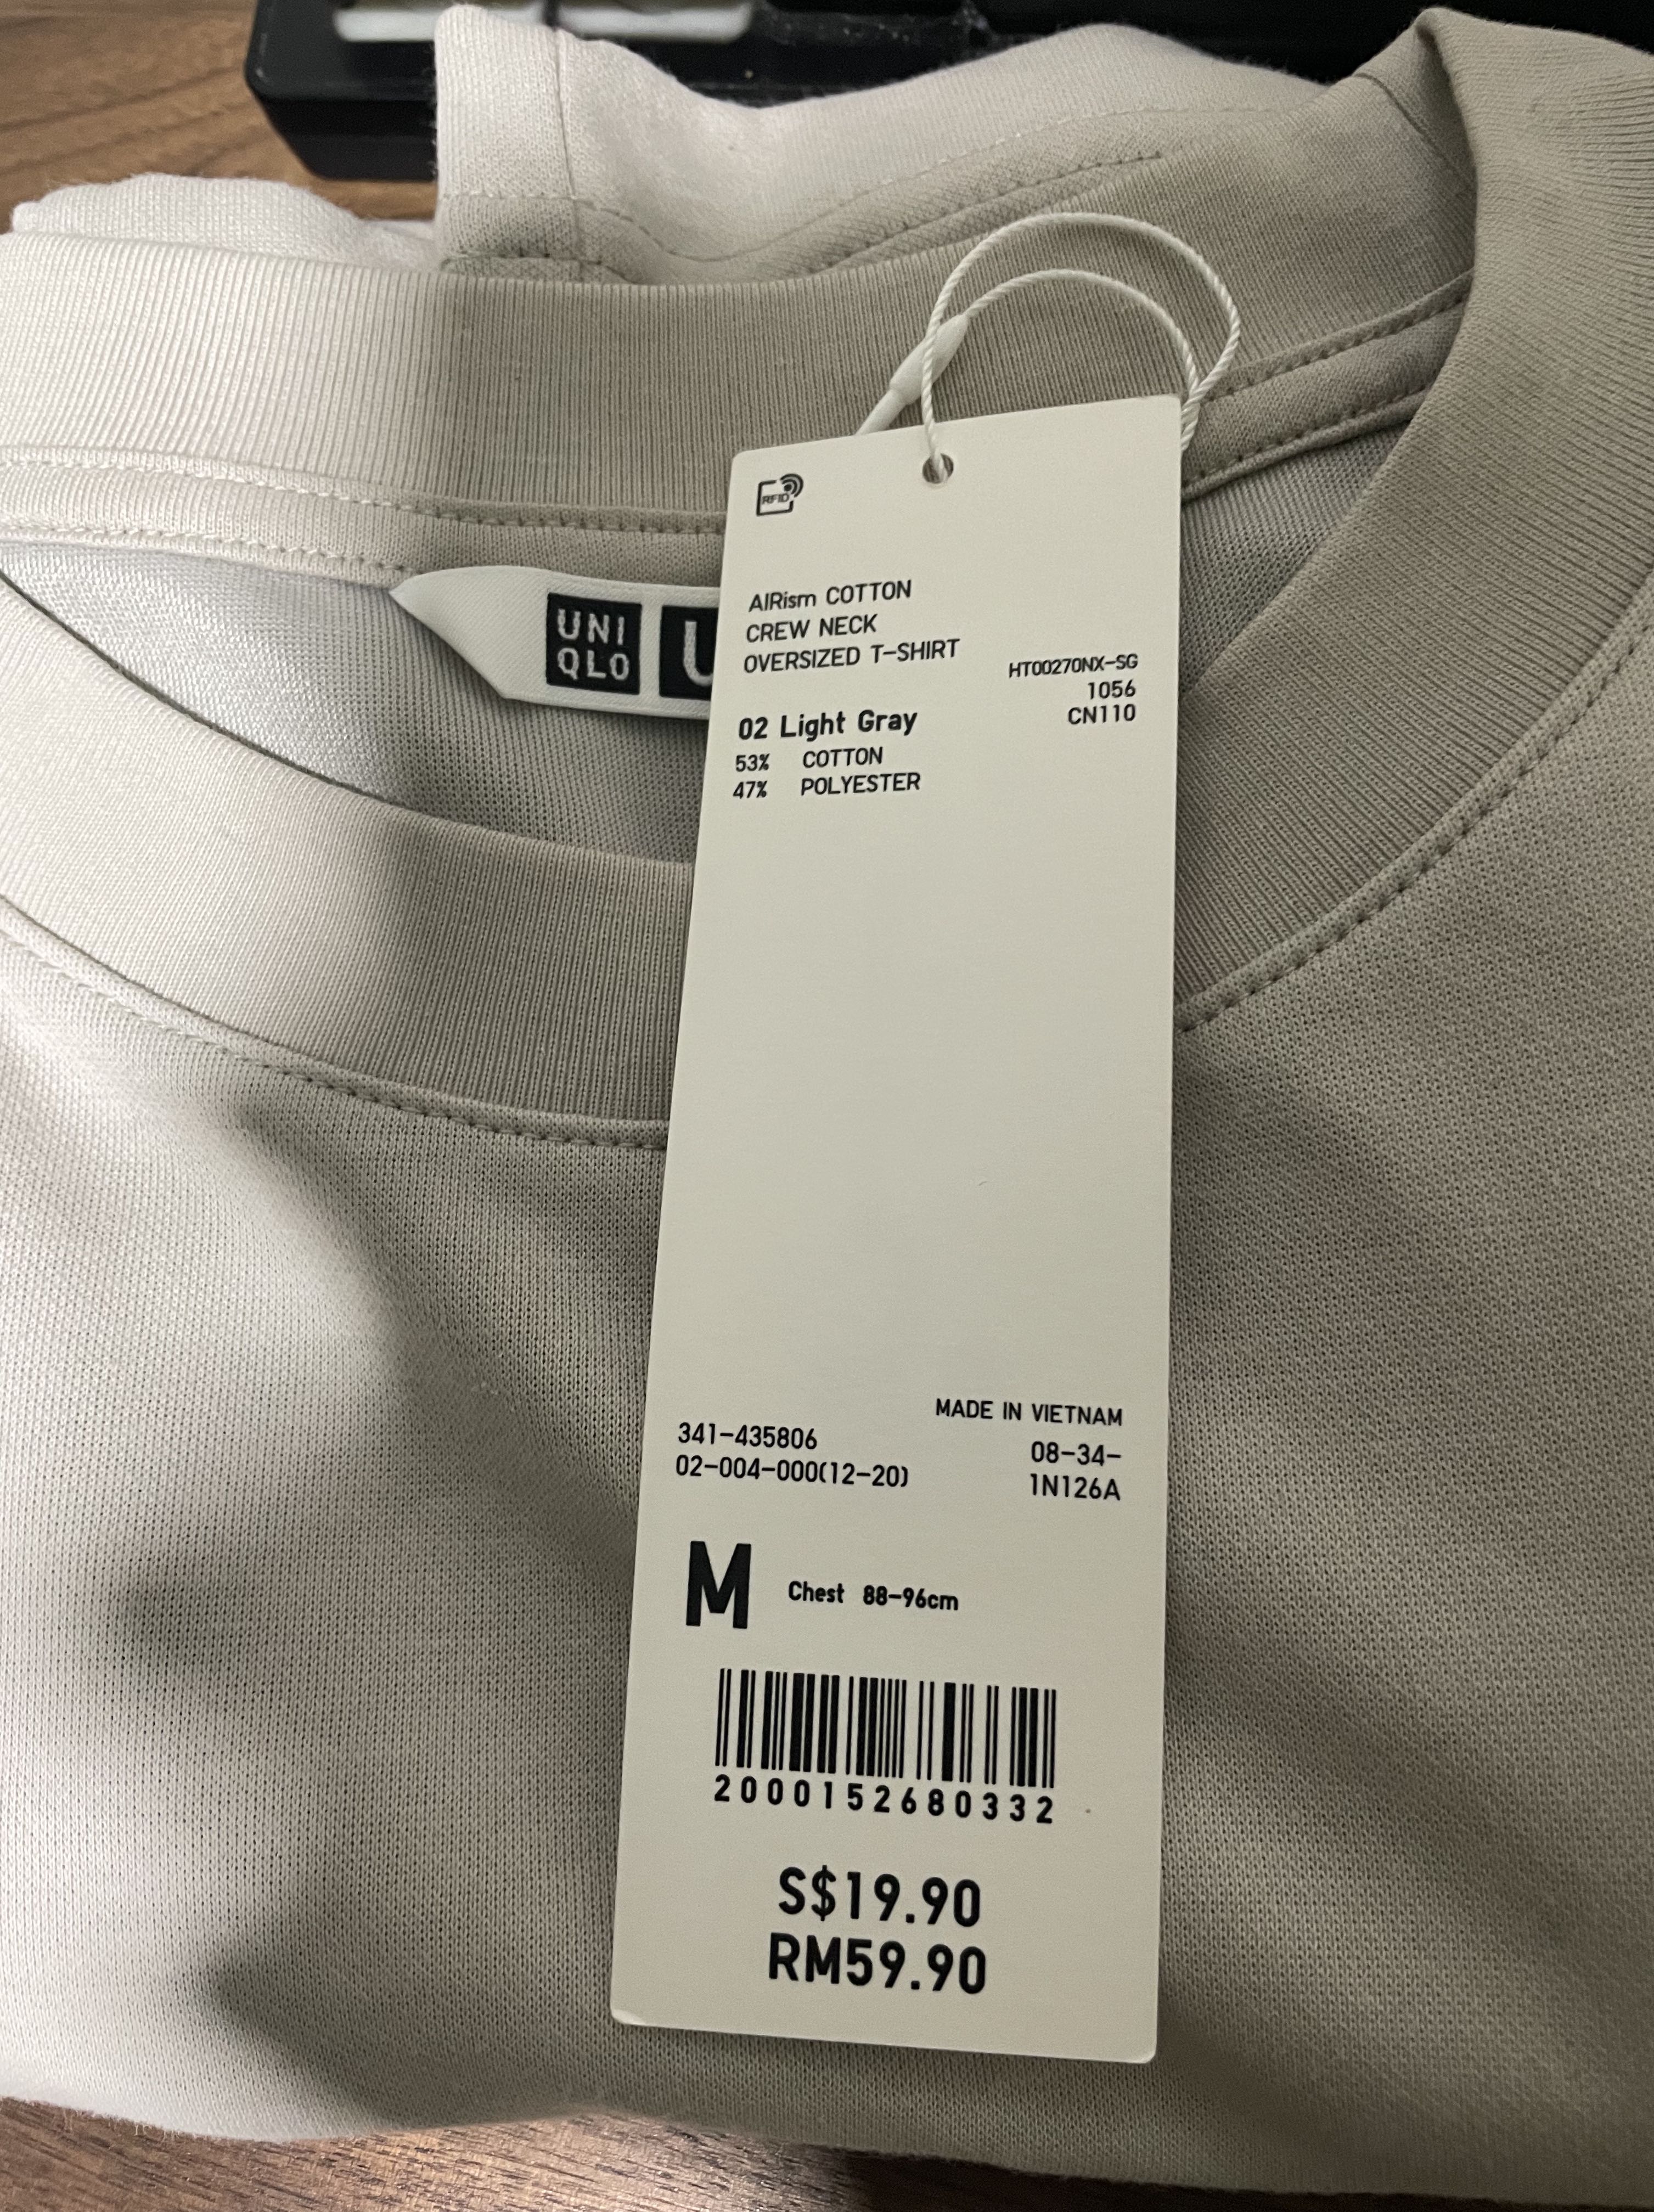 UNI
QLO
U
RFID
AIRism COTTON
CREW NECK
OVERSIZED T-SHIRT
HT00270NX-SG
1056
CN110
02 Light Gray
53% COTTON
47% POLYESTER
MADE IN VIETNAM
341-435806
08-34-
02-004-000(12-20)
1N126A
M Chest 88-96cm
2000152680332
S$19.90
RM59.90